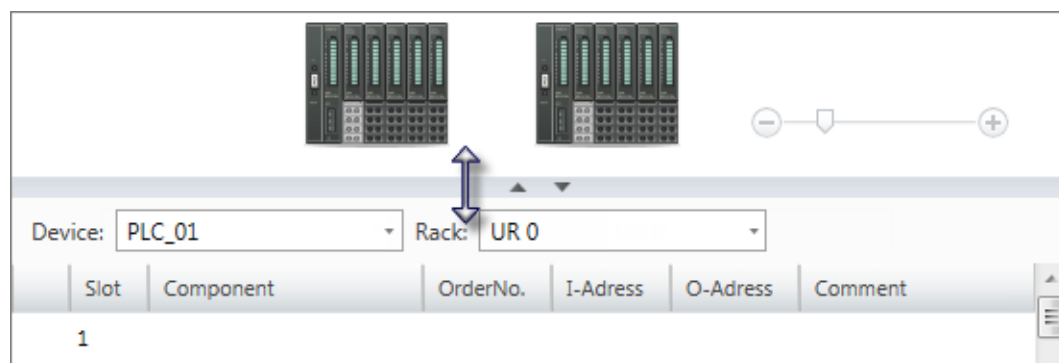 Device: PLC_01 Rack: UR 0
Slot Component OrderNo. I-Adress O-Adress Comment
1